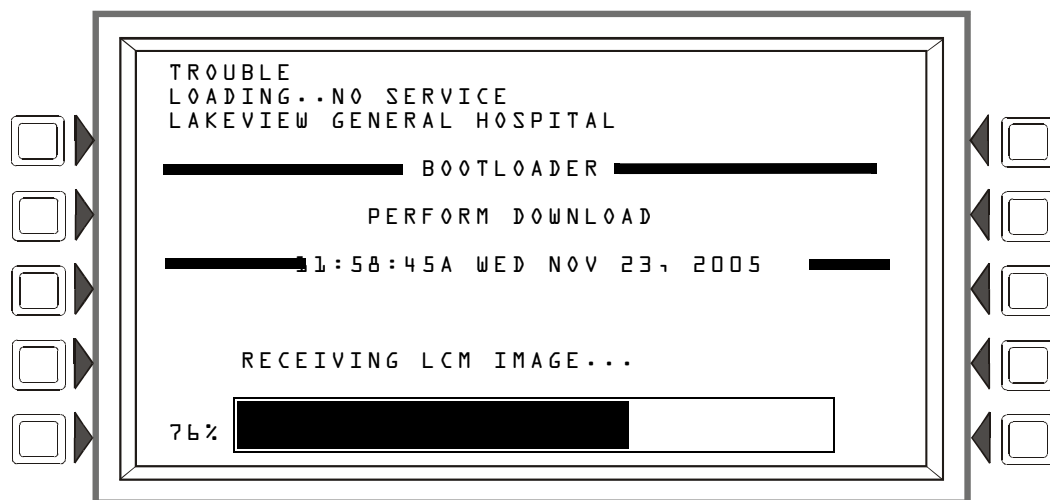 TROUBLE
LOADING..NO SERVICE
LAKEVIEW GENERAL HOSPITAL
BOOTLOADER
PERFORM DOWNLOAD
11:58:45A WED NOV 23, 2005
RECEIVING LCM IMAGE...
76%